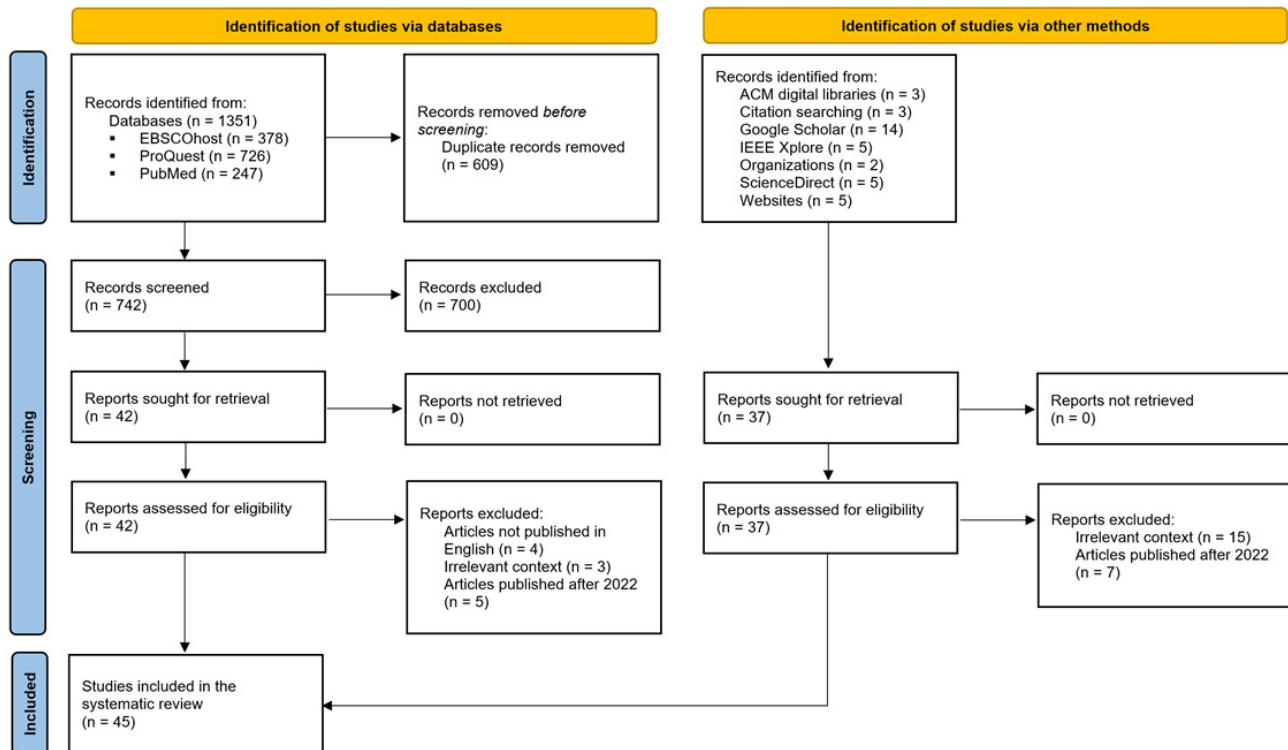 Identification of studies via databases
Identification of studies via other methods
Identification
Records identified from:
Databases (n = 1351)
▪ EBSCOhost (n = 378)
▪ ProQuest (n = 726)
▪ PubMed (n = 247)
Records removed before
screening:
Duplicate records removed
(n = 609)
Records identified from:
ACM digital libraries (n = 3)
Citation searching (n = 3)
Google Scholar (n = 14)
IEEE Xplore (n = 5)
Organizations (n = 2)
ScienceDirect (n = 5)
Websites (n = 5)
Screening
Records screened
(n = 742)
Records excluded
(n = 700)
Reports sought for retrieval
(n = 42)
Reports not retrieved
(n = 0)
Reports sought for retrieval
(n = 37)
Reports not retrieved
(n = 0)
Reports assessed for eligibility
(n = 42)
Reports excluded:
Articles not published in
English (n = 4)
Irrelevant context (n = 3)
Articles published after 2022
(n = 5)
Reports assessed for eligibility
(n = 37)
Reports excluded:
Irrelevant context (n = 15)
Articles published after 2022
(n = 7)
Included
Studies included in the
systematic review
(n = 45)